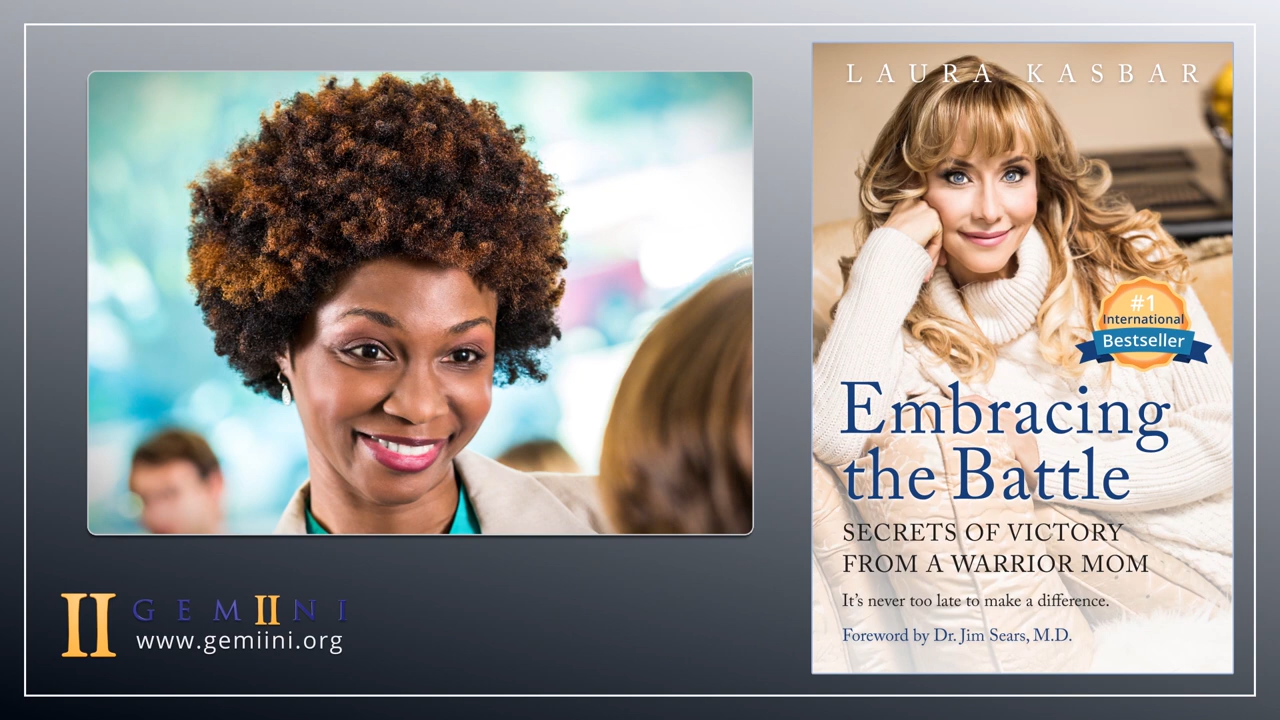 LAURA KASBAR
#1
International
Bestseller
Embracing
the Battle
SECRETS OF VICTORY
FROM A WARRIOR MOM
It's never too late to make a difference.
Foreword by Dr. Jim Sears, M.D.
II GEMIINI
www.gemiini.org